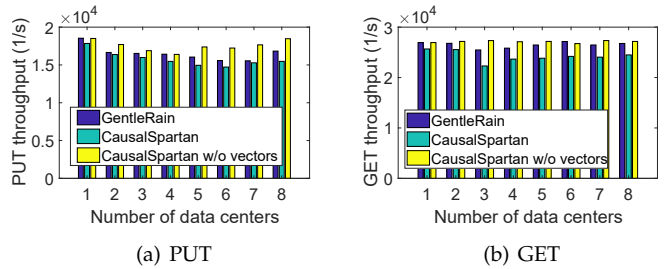 ×10⁴
2
1.5
1
0.5
0
PUT throughput (1/s)
GentleRain
CausalSpartan
CausalSpartan w/o vectors
1 2 3 4 5 6 7 8
Number of data centers
(a) PUT
×10⁴
3
2
1
0
GET throughput (1/s)
GentleRain
CausalSpartan
CausalSpartan w/o vectors
1 2 3 4 5 6 7 8
Number of data centers
(b) GET